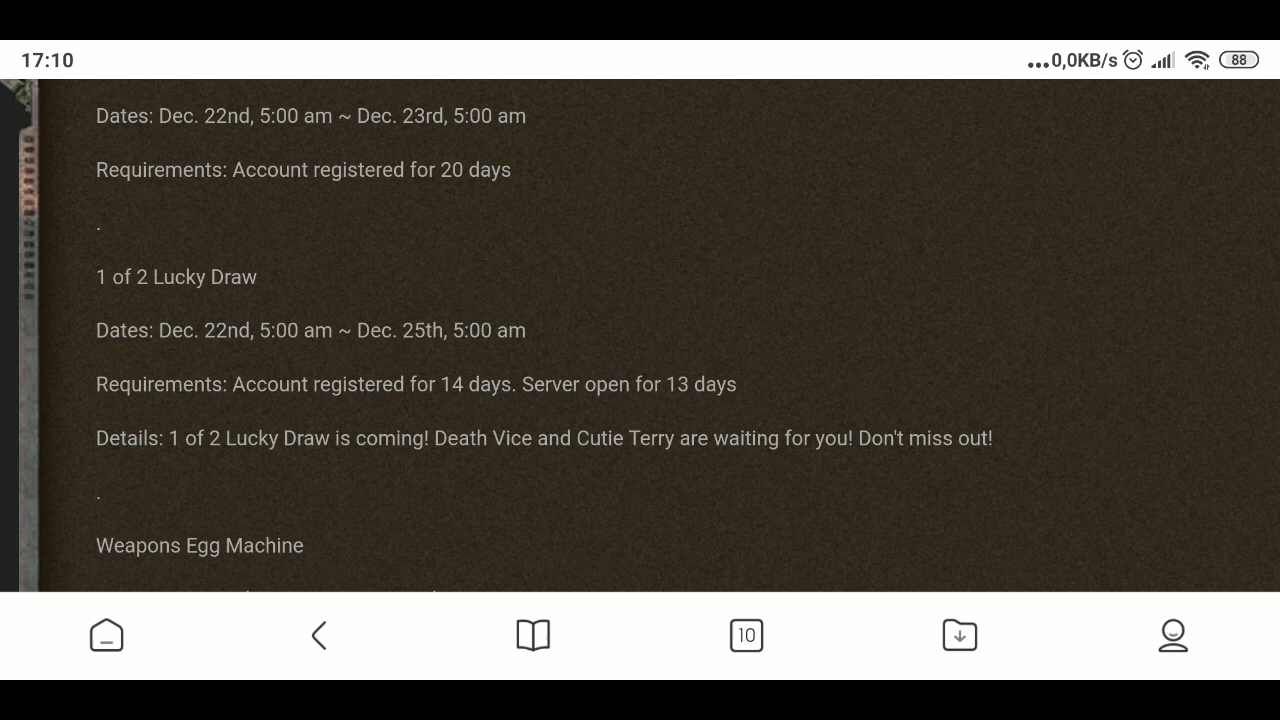 17:10
...0,0KB/s
88
Dates: Dec. 22nd, 5:00 am ~ Dec. 23rd, 5:00 am
Requirements: Account registered for 20 days
.
1 of 2 Lucky Draw
Dates: Dec. 22nd, 5:00 am ~ Dec. 25th, 5:00 am
Requirements: Account registered for 14 days. Server open for 13 days
Details: 1 of 2 Lucky Draw is coming! Death Vice and Cutie Terry are waiting for you! Don't miss out!
.
Weapons Egg Machine
10